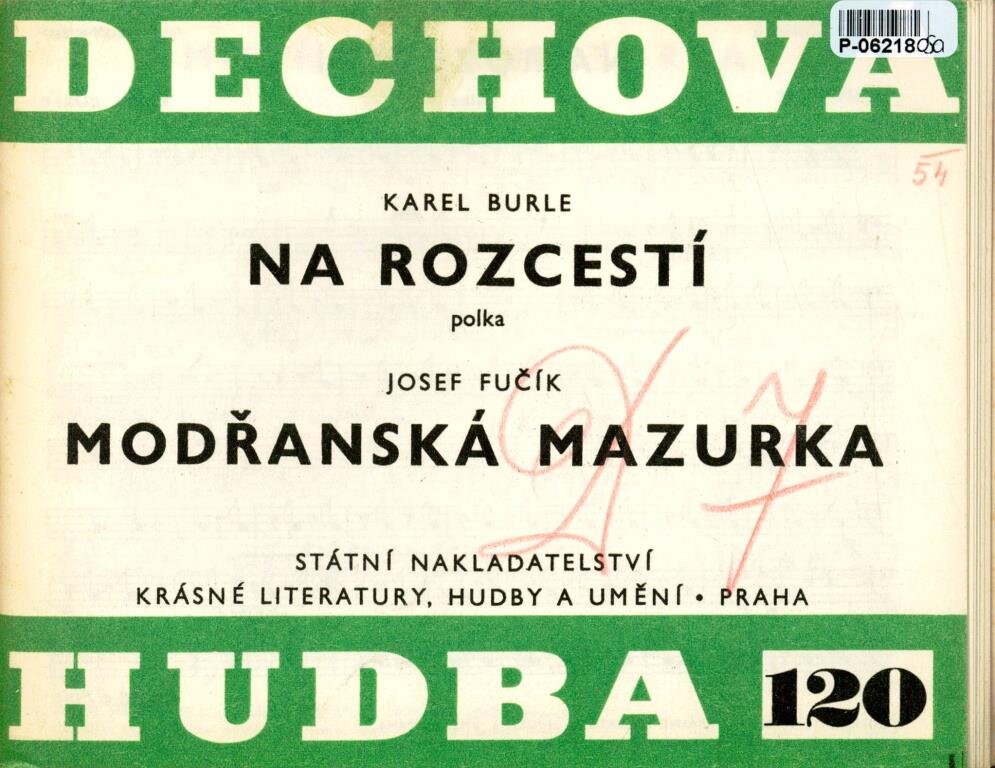 DECHOVÁ
P-06218
54
KAREL BURLE
NA ROZCESTÍ
polka
JOSEF FUČÍK
MODŘANSKÁ MAZURKA
27
STÁTNÍ NAKLADATELSTVÍ
KRÁSNÉ LITERATURY, HUDBY A UMĚNÍ • PRAHA
HUDBA 120